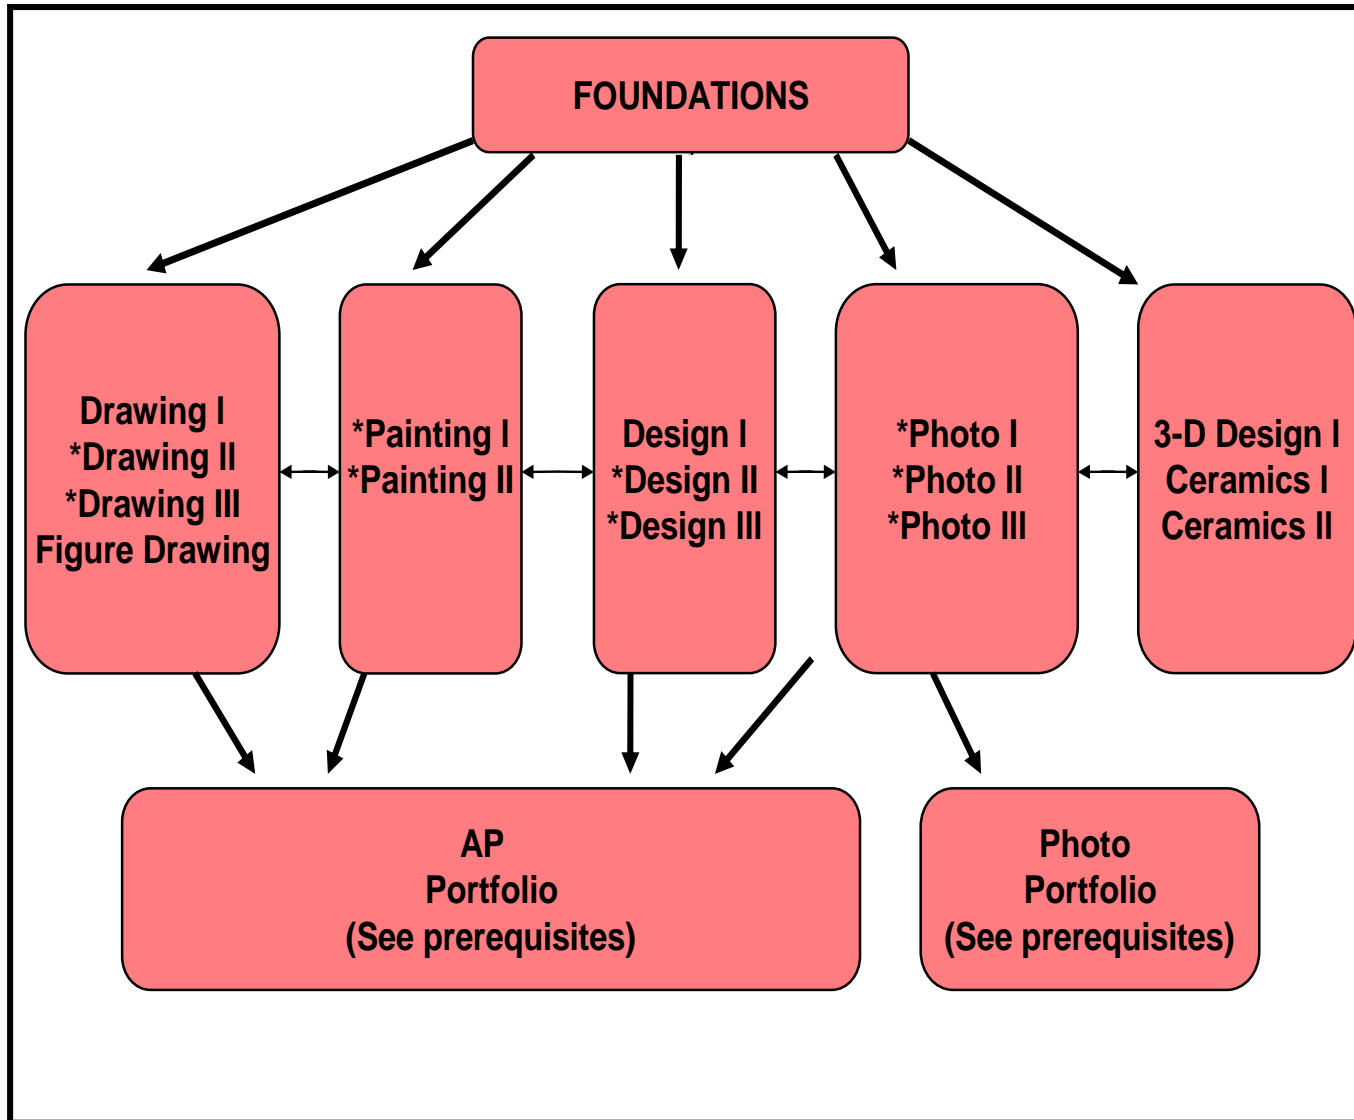 FOUNDATIONS
Drawing I
*Drawing II
*Drawing III
Figure Drawing
*Painting I
*Painting II
Design I
*Design II
*Design III
*Photo I
*Photo II
*Photo III
3-D Design I
Ceramics I
Ceramics II
AP
Portfolio
(See prerequisites)
Photo
Portfolio
(See prerequisites)